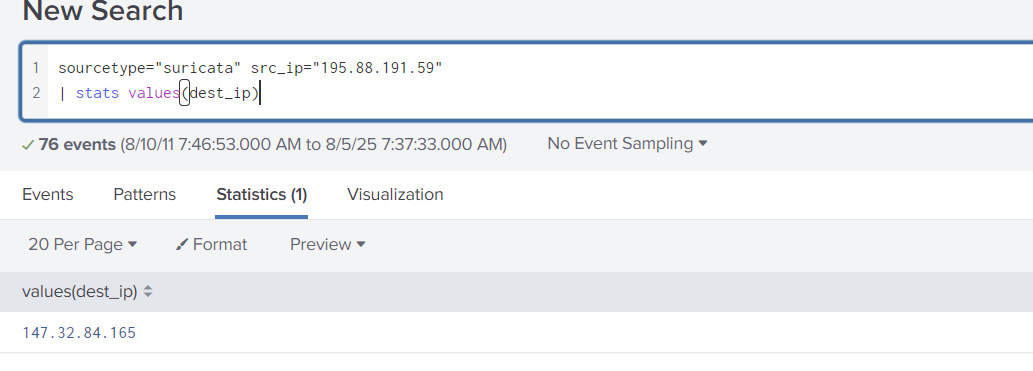 New Search
1 sourcetype="suricata" src_ip="195.88.191.59"
2 | stats values(dest_ip)
✓ 76 events (8/10/11 7:46:53.000 AM to 8/5/25 7:37:33.000 AM) No Event Sampling ▾
Events Patterns Statistics (1) Visualization
20 Per Page ▾ Format Preview ▾
values(dest_ip)
147.32.84.165